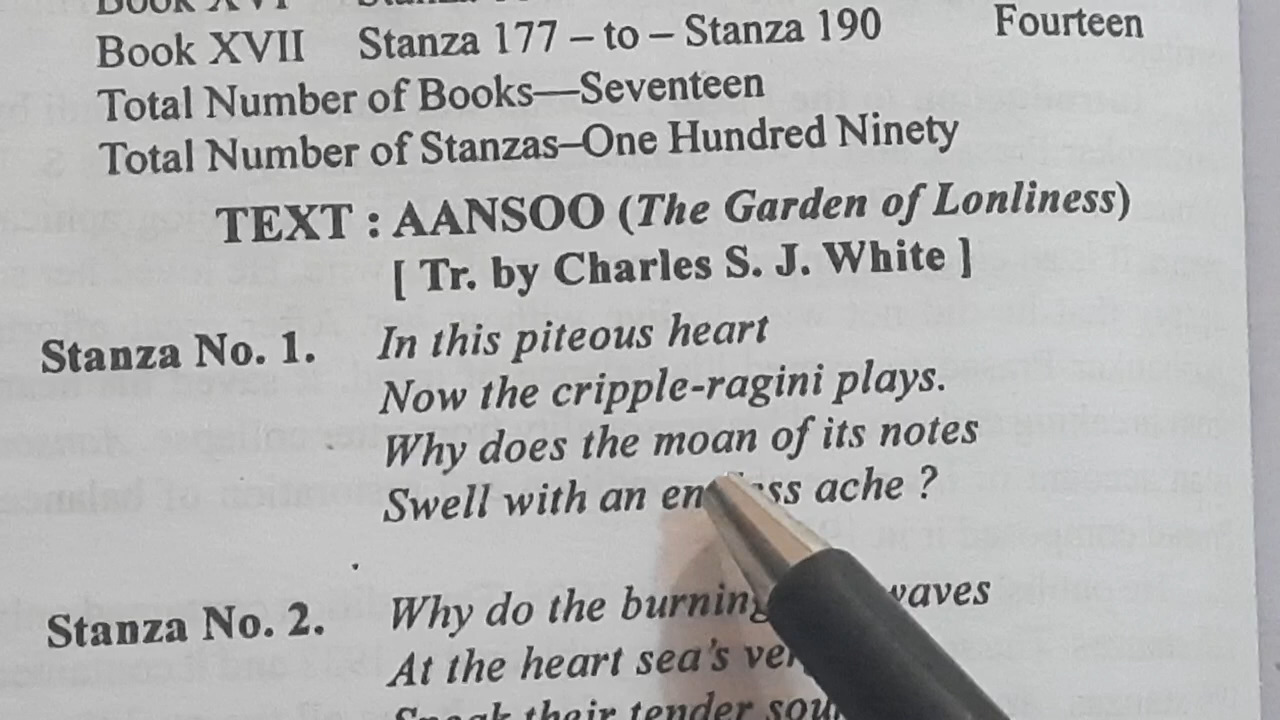 Book XVII Stanza 177 – to – Stanza 190 Fourteen
Total Number of Books—Seventeen
Total Number of Stanzas–One Hundred Ninety
TEXT : AANSOO (The Garden of Lonliness)
[ Tr. by Charles S. J. White ]
Stanza No. 1. In this piteous heart
Now the cripple-ragini plays.
Why does the moan of its notes
Swell with an ache ?
Stanza No. 2. Why do the burning waves
At the heart sea's
Speak their tender